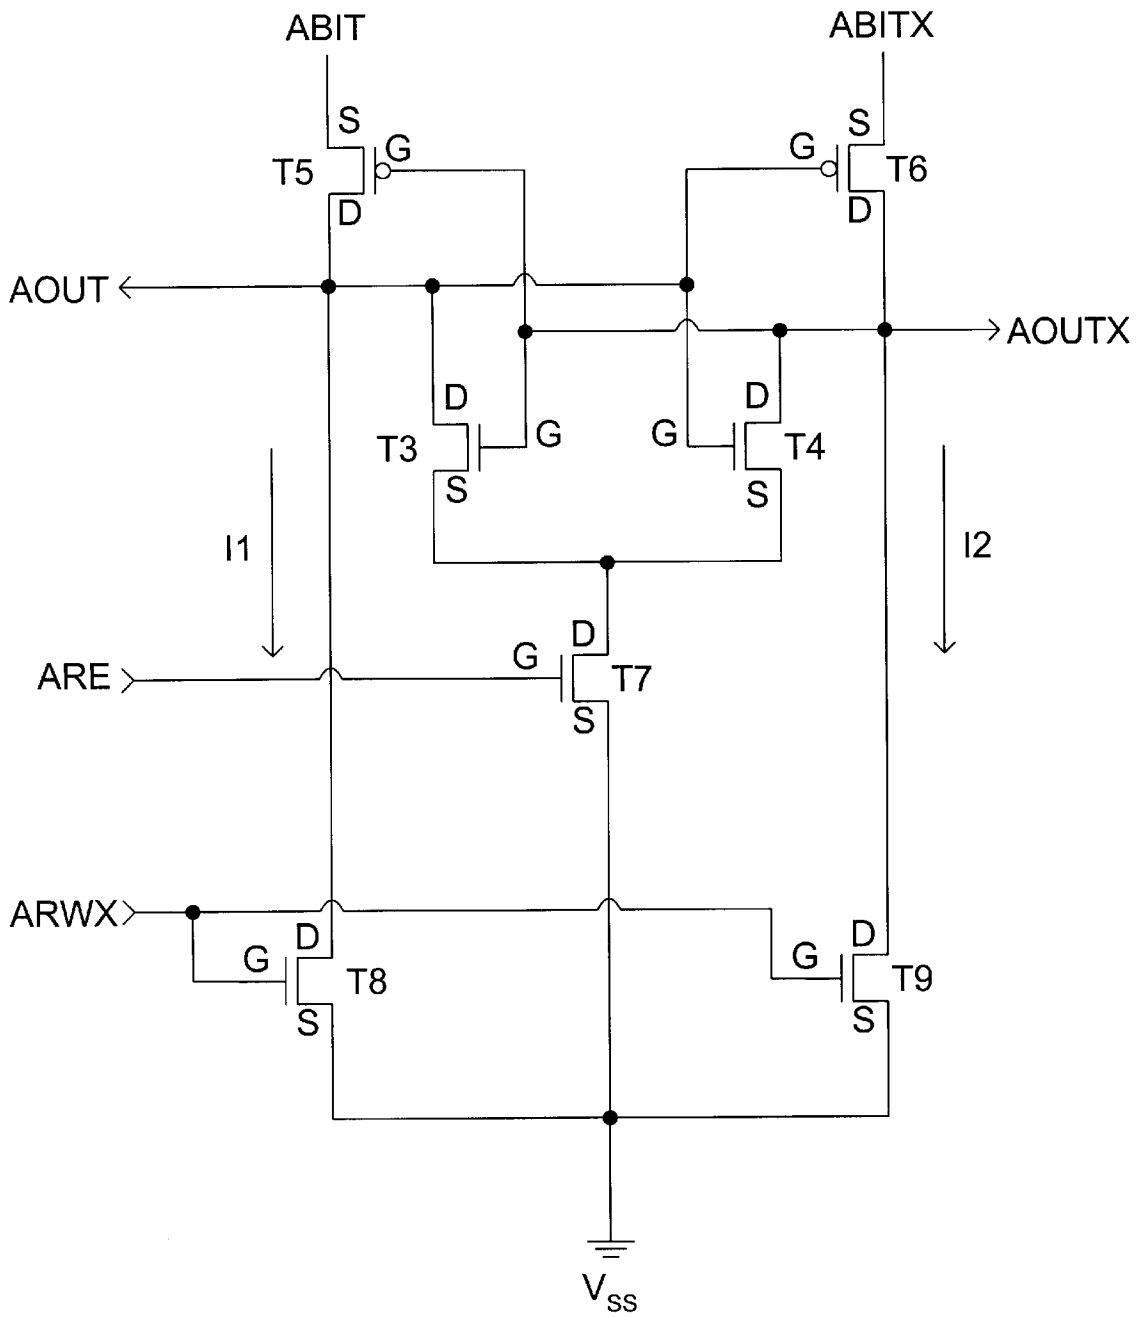 ABIT ABITX
S S
G G
T5 T6
D D
AOUT
AOUTX
D D
T3 G G T4
S S
I1 I2
D
G
ARE T7
S
ARWX
D D
G G
T8 T9
S S
VSS